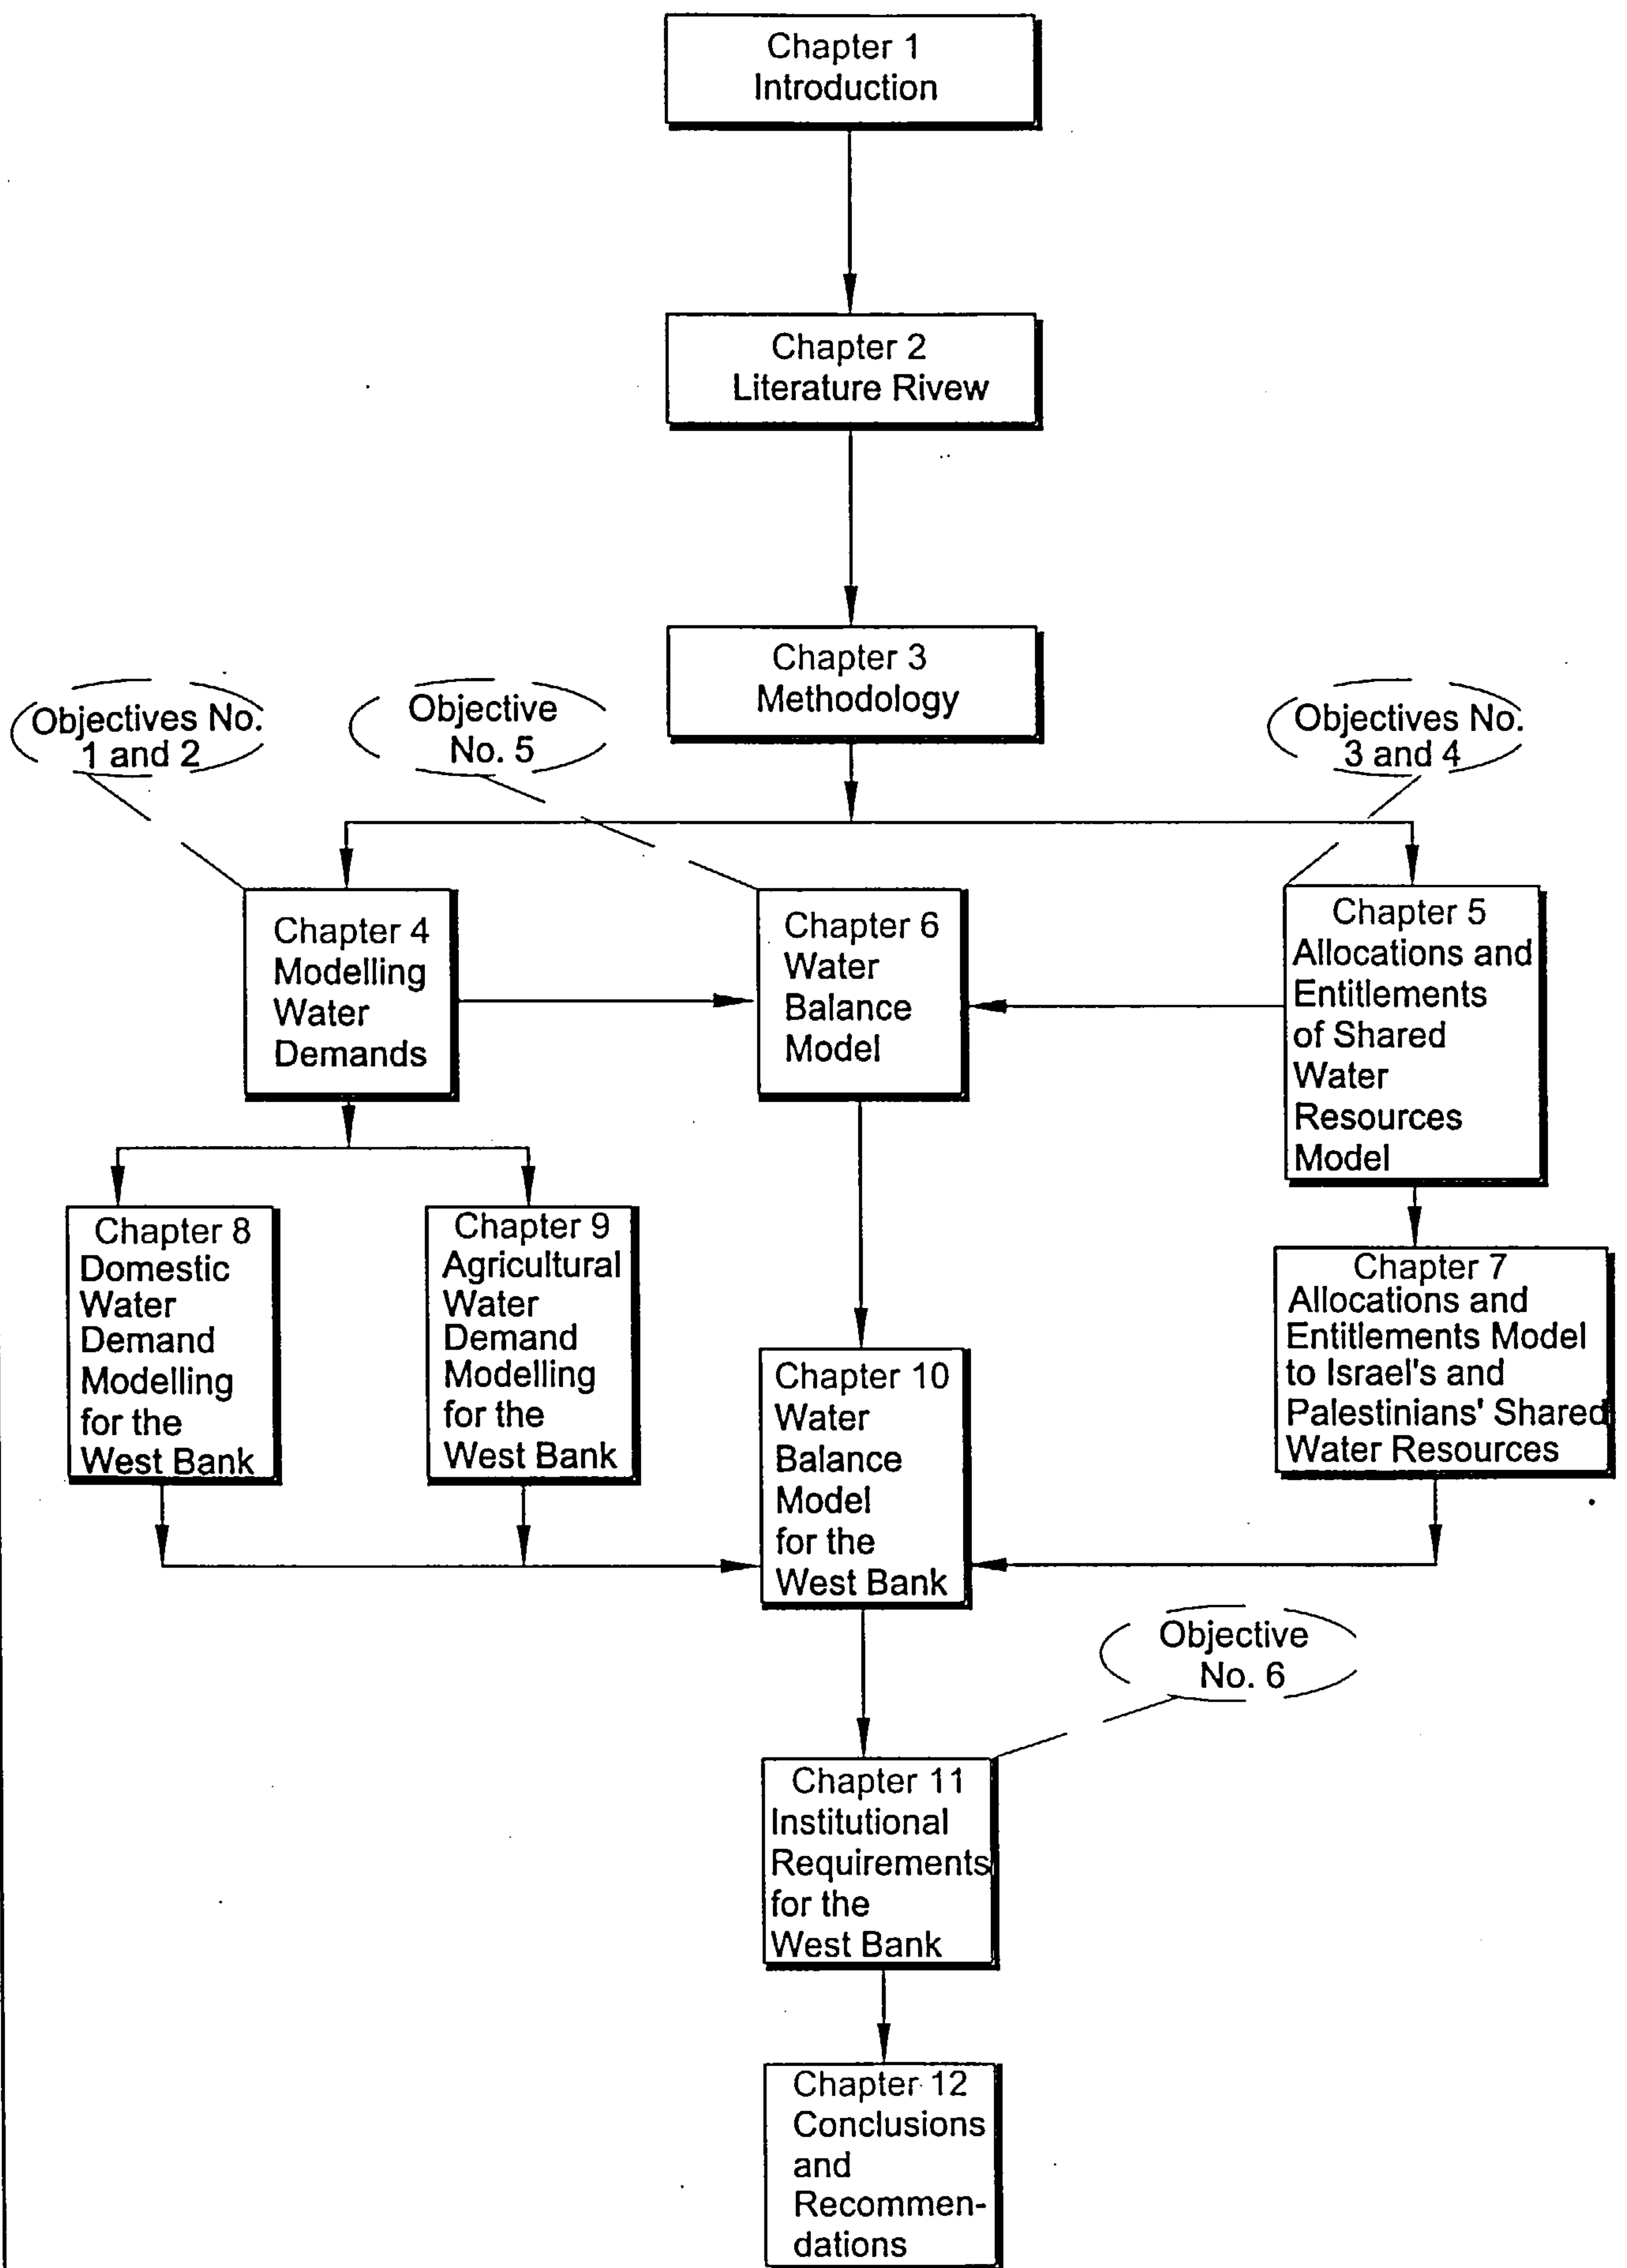 Chapter 1
Introduction
Chapter 2
Literature Rivew
Chapter 3
Methodology
Objectives No.
1 and 2
Objective
No. 5
Objectives No.
3 and 4
Chapter 4
Modelling
Water
Demands
Chapter 6
Water
Balance
Model
Chapter 5
Allocations and
Entitlements
of Shared
Water
Resources
Model
Chapter 8
Domestic
Water
Demand
Modelling
for the
West Bank
Chapter 9
Agricultural
Water
Demand
Modelling
for the
West Bank
Chapter 7
Allocations and
Entitlements Model
to Israel's and
Palestinians' Shared
Water Resources
Chapter 10
Water
Balance
Model
for the
West Bank
Objective
No. 6
Chapter 11
Institutional
Requirements
for the
West Bank
Chapter 12
Conclusions
and
Recommen-
dations